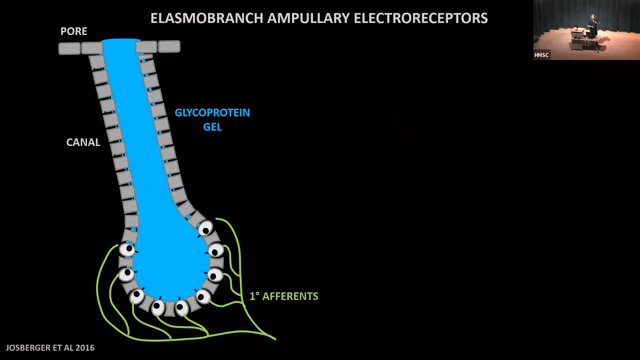 ELASMOBRANCH AMPULLARY ELECTRORECEPTORS
HMSC
PORE
GLYCOPROTEIN
GEL
CANAL
1° AFFERENTS
JOSBERGER ET AL 2016